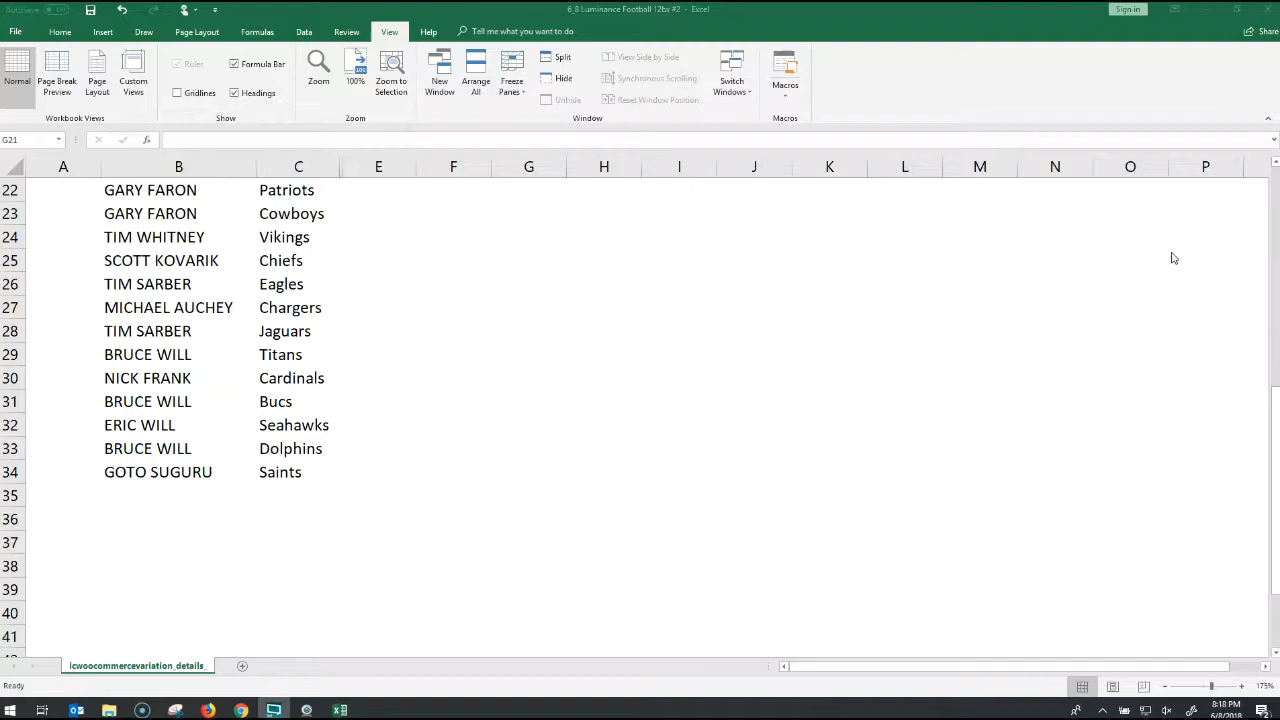 AutoSave Off 6_8 Luminance Football 12bx #2 - Excel Sign in
File Home Insert Draw Page Layout Formulas Data Review View Help Tell me what you want to do Share
Normal Page Break Preview Page Layout Custom Views
Ruler Formula Bar
Gridlines Headings
Zoom 100% Zoom to Selection
New Window Arrange All Freeze Panes
Split Hide Unhide
View Side by Side
Synchronous Scrolling
Reset Window Position
Switch Windows Macros
Workbook Views Show Zoom Window Macros
G21 fx
A B C E F G H I J K L M N O P
22 GARY FARON Patriots
23 GARY FARON Cowboys
24 TIM WHITNEY Vikings
25 SCOTT KOVARIK Chiefs
26 TIM SARBER Eagles
27 MICHAEL AUCHEY Chargers
28 TIM SARBER Jaguars
29 BRUCE WILL Titans
30 NICK FRANK Cardinals
31 BRUCE WILL Bucs
32 ERIC WILL Seahawks
33 BRUCE WILL Dolphins
34 GOTO SUGURU Saints
35
36
37
38
39
40
41
icwoocommercevariation_details_
Ready 175%
8:18 PM
6/8/2018